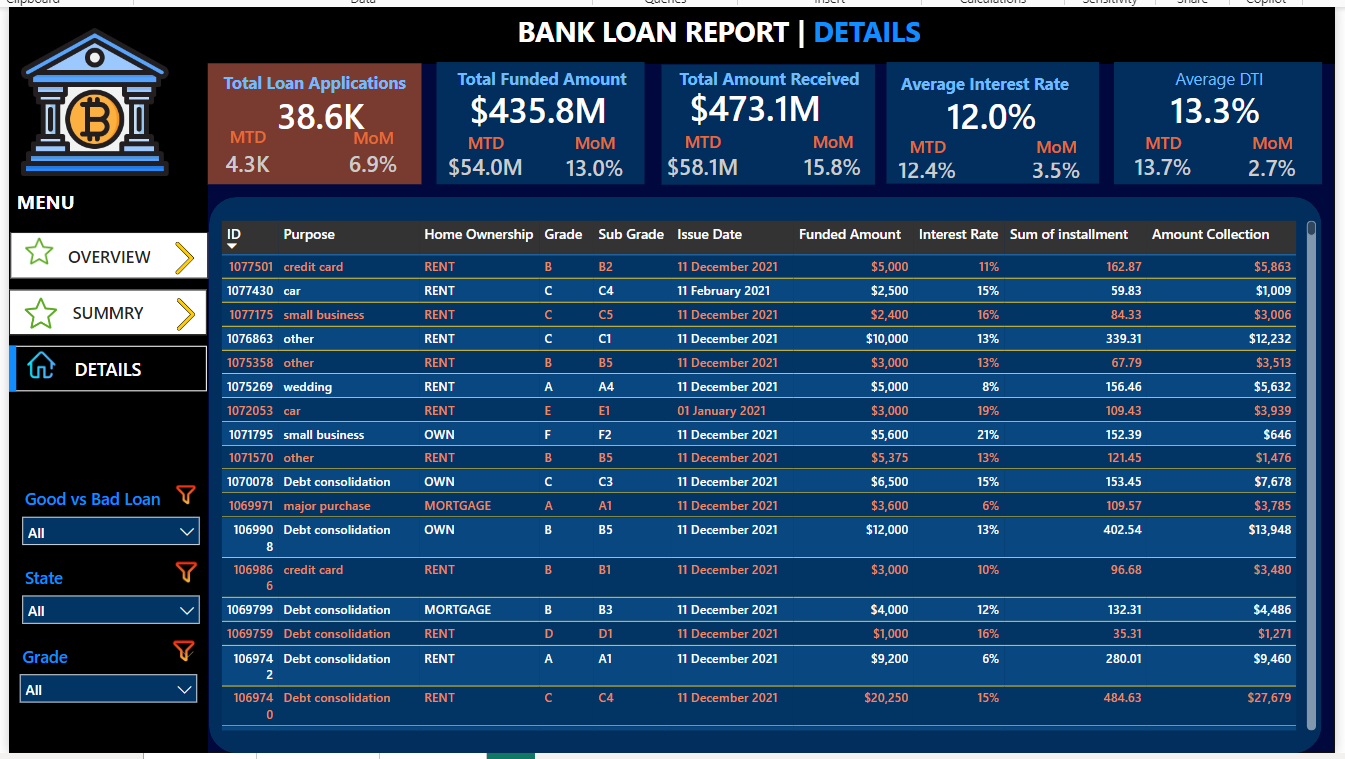 Clipboard Data Queries Insert Calculations Sensitivity Share Copilot
BANK LOAN REPORT | DETAILS
Total Loan Applications
38.6K
MTD MoM
4.3K 6.9%
Total Funded Amount
$435.8M
MTD MoM
$54.0M 13.0%
Total Amount Received
$473.1M
MTD MoM
$58.1M 15.8%
Average Interest Rate
12.0%
MTD MoM
12.4% 3.5%
Average DTI
13.3%
MTD MoM
13.7% 2.7%
MENU
OVERVIEW
SUMMRY
DETAILS
Good vs Bad Loan
All
State
All
Grade
All
ID Purpose Home Ownership Grade Sub Grade Issue Date Funded Amount Interest Rate Sum of installment Amount Collection
1077501 credit card RENT B B2 11 December 2021 $5,000 11% 162.87 $5,863
1077430 car RENT C C4 11 February 2021 $2,500 15% 59.83 $1,009
1077175 small business RENT C C5 11 December 2021 $2,400 16% 84.33 $3,006
1076863 other RENT C C1 11 December 2021 $10,000 13% 339.31 $12,232
1075358 other RENT B B5 11 December 2021 $3,000 13% 67.79 $3,513
1075269 wedding RENT A A4 11 December 2021 $5,000 8% 156.46 $5,632
1072053 car RENT E E1 01 January 2021 $3,000 19% 109.43 $3,939
1071795 small business OWN F F2 11 December 2021 $5,600 21% 152.39 $646
1071570 other RENT B B5 11 December 2021 $5,375 13% 121.45 $1,476
1070078 Debt consolidation OWN C C3 11 December 2021 $6,500 15% 153.45 $7,678
1069971 major purchase MORTGAGE A A1 11 December 2021 $3,600 6% 109.57 $3,785
106990 Debt consolidation OWN B B5 11 December 2021 $12,000 13% 402.54 $13,948
8
106986 credit card RENT B B1 11 December 2021 $3,000 10% 96.68 $3,480
6
1069799 Debt consolidation MORTGAGE B B3 11 December 2021 $4,000 12% 132.31 $4,486
1069759 Debt consolidation RENT D D1 11 December 2021 $1,000 16% 35.31 $1,271
106974 Debt consolidation RENT A A1 11 December 2021 $9,200 6% 280.01 $9,460
2
106974 Debt consolidation RENT C C4 11 December 2021 $20,250 15% 484.63 $27,679
0